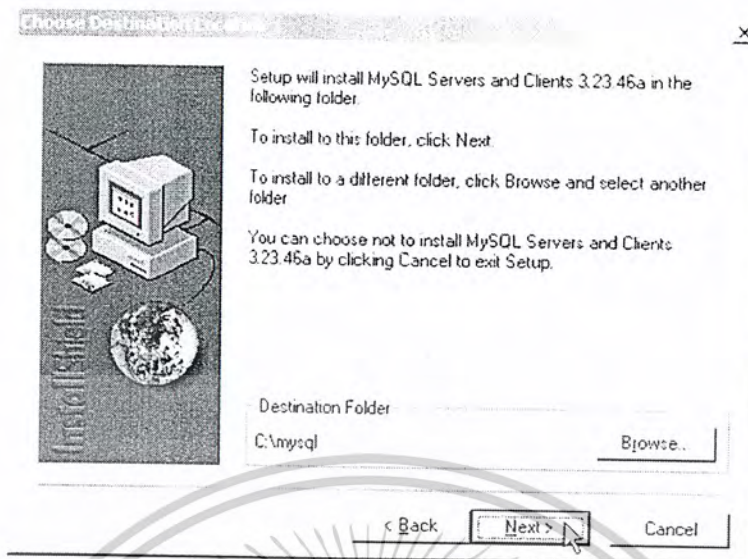 Choose Destination Location
Setup will install MySQL Servers and Clients 3.23.46a in the
following folder.
To install to this folder, click Next.
To install to a different folder, click Browse and select another
folder
You can choose not to install MySQL Servers and Clients
3.23.46a by clicking Cancel to exit Setup.
InstallShield
Destination Folder
C:\mysql
Browse..
< Back
Next >
Cancel